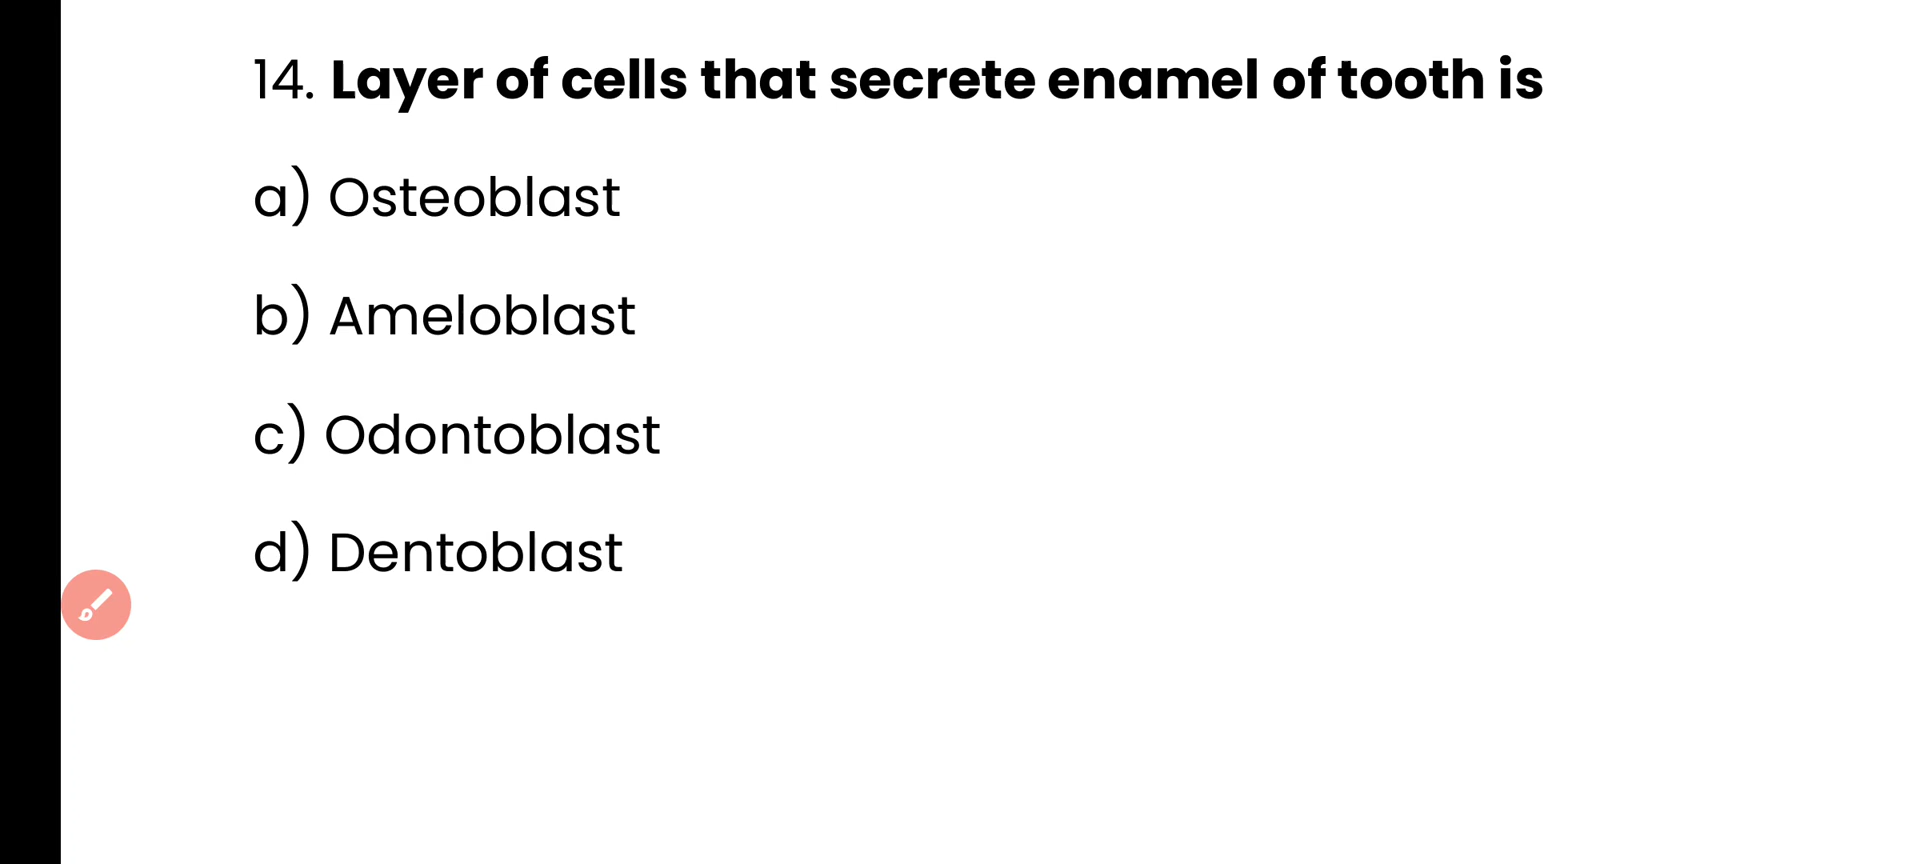 14. Layer of cells that secrete enamel of tooth is
a) Osteoblast
b) Ameloblast
c) Odontoblast
d) Dentoblast